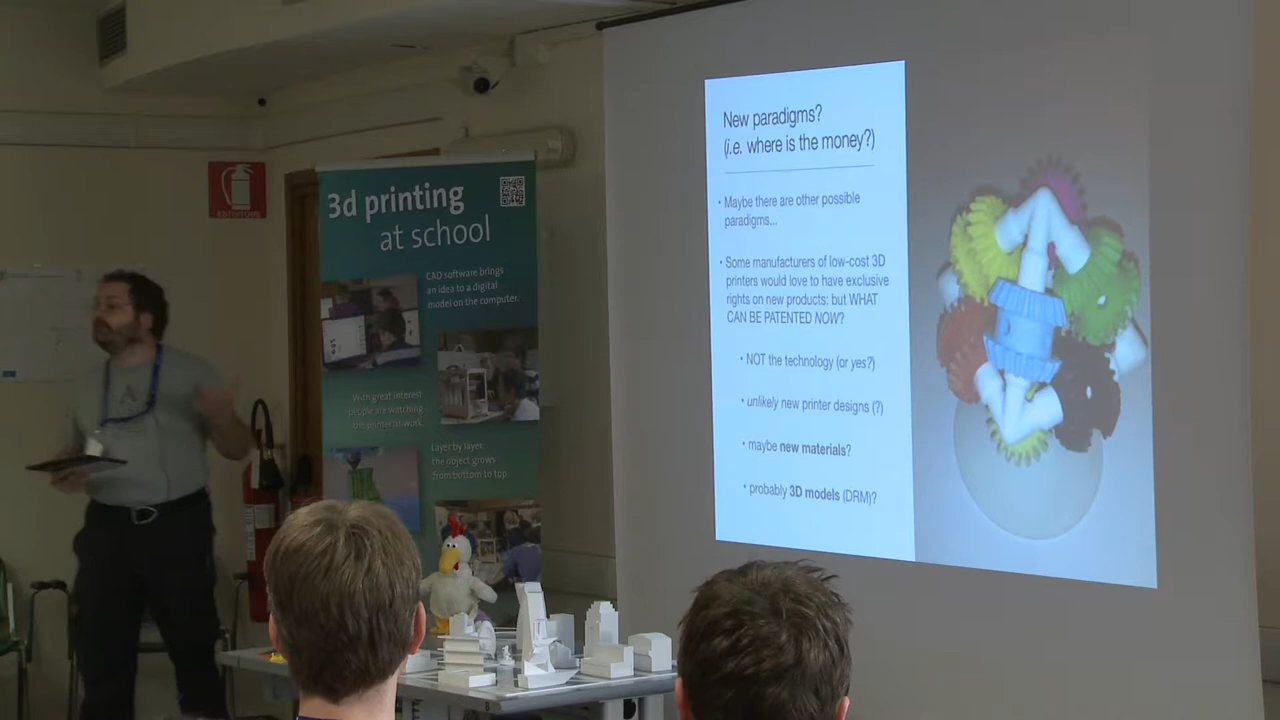 3d printing
at school
CAD software brings
an idea to a digital
model on the computer.
With great interest
people are watching
the printer at work.
Layer by layer:
the object grows
from bottom to top
ESTINTORE
New paradigms?
(i.e. where is the money?)
• Maybe there are other possible
paradigms...
• Some manufacturers of low-cost 3D
printers would love to have exclusive
rights on new products: but WHAT
CAN BE PATENTED NOW?
• NOT the technology (or yes?)
• unlikely new printer designs (?)
• maybe new materials?
• probably 3D models (DRM)?